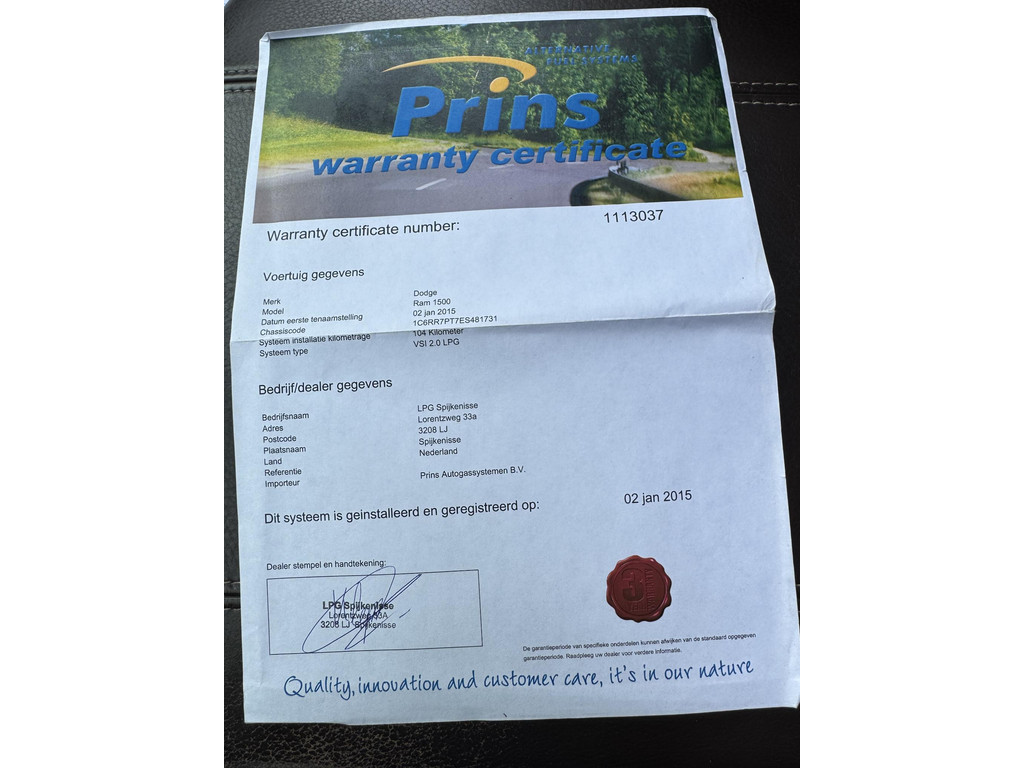 ALTERNATIVE
FUEL SYSTEMS
Prins
warranty certificate
Warranty certificate number: 1113037
Voertuig gegevens
Merk Dodge
Model Ram 1500
Datum eerste tenaamstelling 02 jan 2015
Chassiscode 1C6RR7PT7ES481731
Systeem installatie kilometrage 104 Kilometer
Systeem type VSI 2.0 LPG
Bedrijf/dealer gegevens
Bedrijfsnaam LPG Spijkenisse
Adres Lorentzweg 33a
Postcode 3208 LJ
Plaatsnaam Spijkenisse
Land Nederland
Referentie
Importeur Prins Autogassystemen B.V.
Dit systeem is geinstalleerd en geregistreerd op: 02 jan 2015
Dealer stempel en handtekening:
LPG Spijkenisse
Lorentzweg 33A
3208 LJ Spijkenisse
3
De garantieperiode van specifieke onderdelen kunnen afwijken van de standaard opgegeven
garantieperiode. Raadpleeg uw dealer voor verdere informatie.
Quality, innovation and customer care, it's in our nature